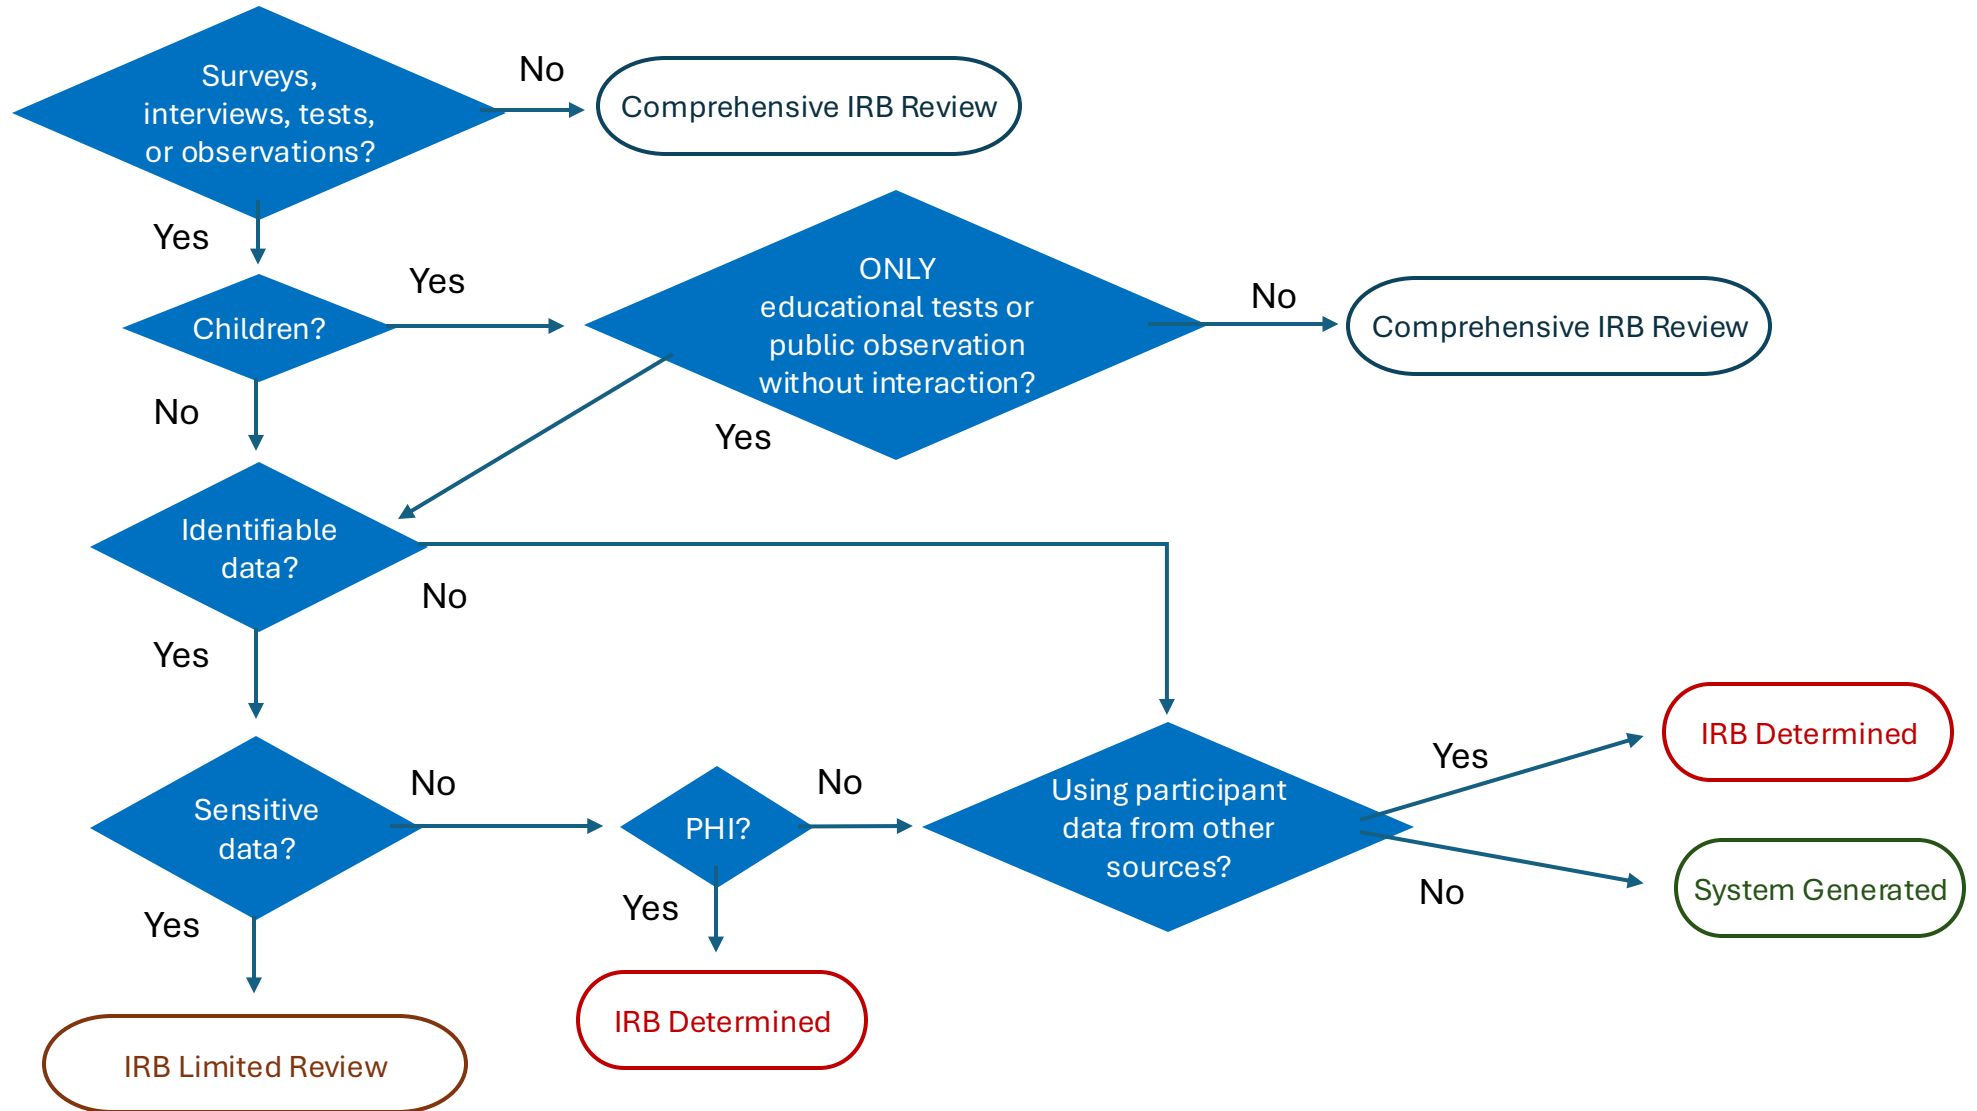 Surveys,
interviews, tests,
or observations?
No
Comprehensive IRB Review
Yes
Children?
Yes
ONLY
educational tests or
public observation
without interaction?
No
Comprehensive IRB Review
No
Yes
Identifiable
data?
No
Yes
Sensitive
data?
No
PHI?
No
Using participant
data from other
sources?
Yes
IRB Determined
No
System Generated
Yes
IRB Limited Review
Yes
IRB Determined